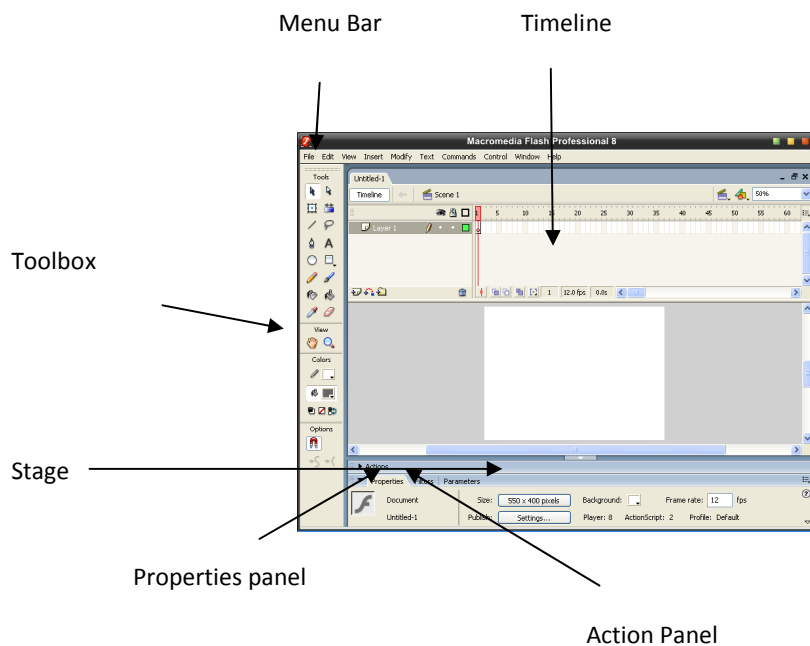 Menu Bar Timeline
Macromedia Flash Professional 8
File Edit View Insert Modify Text Commands Control Window Help
Tools
Untitled-1
Timeline Scene 1 50%
1 5 10 15 20 25 30 35 40 45 50 55 60
Layer 1
Toolbox
1 12.0 fps 0.0s
View
Colors
Options
Stage
Actions
Properties Filters Parameters
Document Size: 550 x 400 pixels Background: Frame rate: 12 fps
Untitled-1 Publish: Settings... Player: 8 ActionScript: 2 Profile: Default
Properties panel
Action Panel